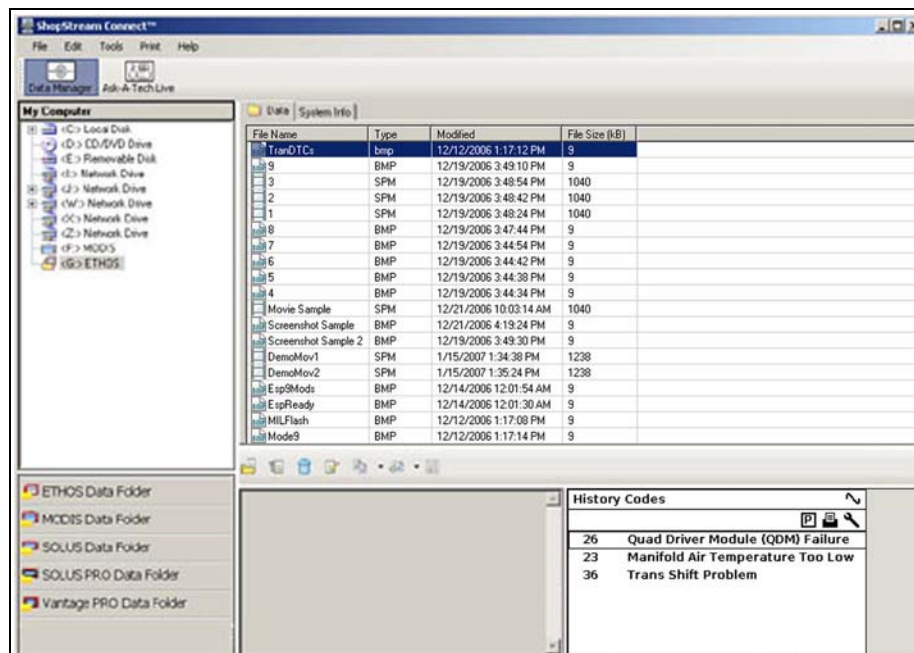 ShopStream Connect™
File Edit Tools Print Help
Data Manager Ask-A-Tech Live
My Computer
<C:> Local Disk
<D:> CD/DVD Drive
<E:> Removable Disk
<I:> Network Drive
<J:> Network Drive
<W:> Network Drive
<X:> Network Drive
<Z:> Network Drive
<F:> MODIS
<G:> ETHOS
Data System Info
File Name Type Modified File Size (kB)
TranDTCs bmp 12/12/2006 1:17:12 PM 9
9 BMP 12/19/2006 3:49:10 PM 9
3 SPM 12/19/2006 3:48:54 PM 1040
2 SPM 12/19/2006 3:48:42 PM 1040
1 SPM 12/19/2006 3:48:24 PM 1040
8 BMP 12/19/2006 3:47:44 PM 9
7 BMP 12/19/2006 3:44:54 PM 9
6 BMP 12/19/2006 3:44:42 PM 9
5 BMP 12/19/2006 3:44:38 PM 9
4 BMP 12/19/2006 3:44:34 PM 9
Movie Sample SPM 12/21/2006 10:03:14 AM 1040
Screenshot Sample BMP 12/21/2006 4:19:24 PM 9
Screenshot Sample 2 BMP 12/19/2006 3:49:30 PM 9
DemoMov1 SPM 1/15/2007 1:34:38 PM 1238
DemoMov2 SPM 1/15/2007 1:35:24 PM 1238
Esp9Mods BMP 12/14/2006 12:01:54 AM 9
EspReady BMP 12/14/2006 12:01:30 AM 9
MILFlash BMP 12/12/2006 1:17:08 PM 9
Mode9 BMP 12/12/2006 1:17:14 PM 9
ETHOS Data Folder
MODIS Data Folder
SOLUS Data Folder
SOLUS PRO Data Folder
Vantage PRO Data Folder
History Codes
P
26 Quad Driver Module (QDM) Failure
23 Manifold Air Temperature Too Low
36 Trans Shift Problem